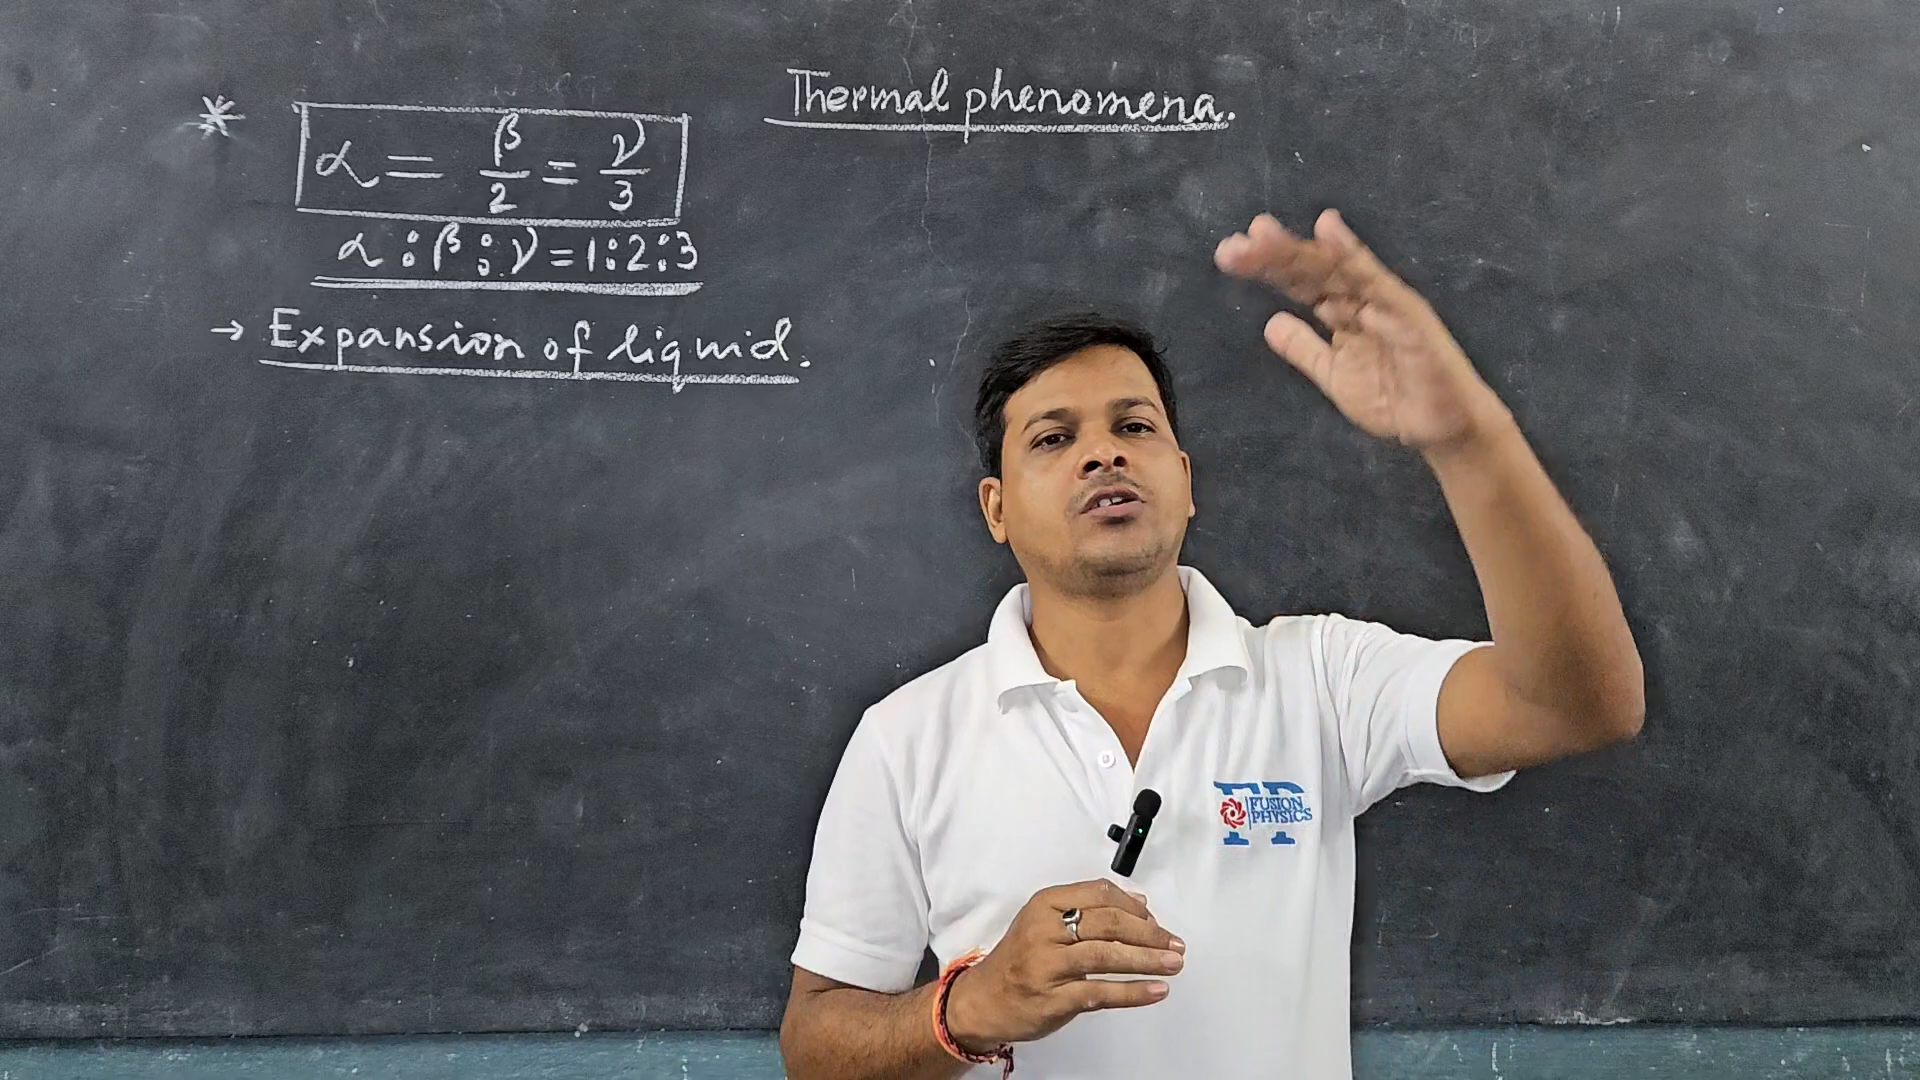 Thermal phenomena.
* α = β/2 = γ/3
α : β : γ = 1:2:3
→ Expansion of liquid.
FP
FUSION
PHYSICS